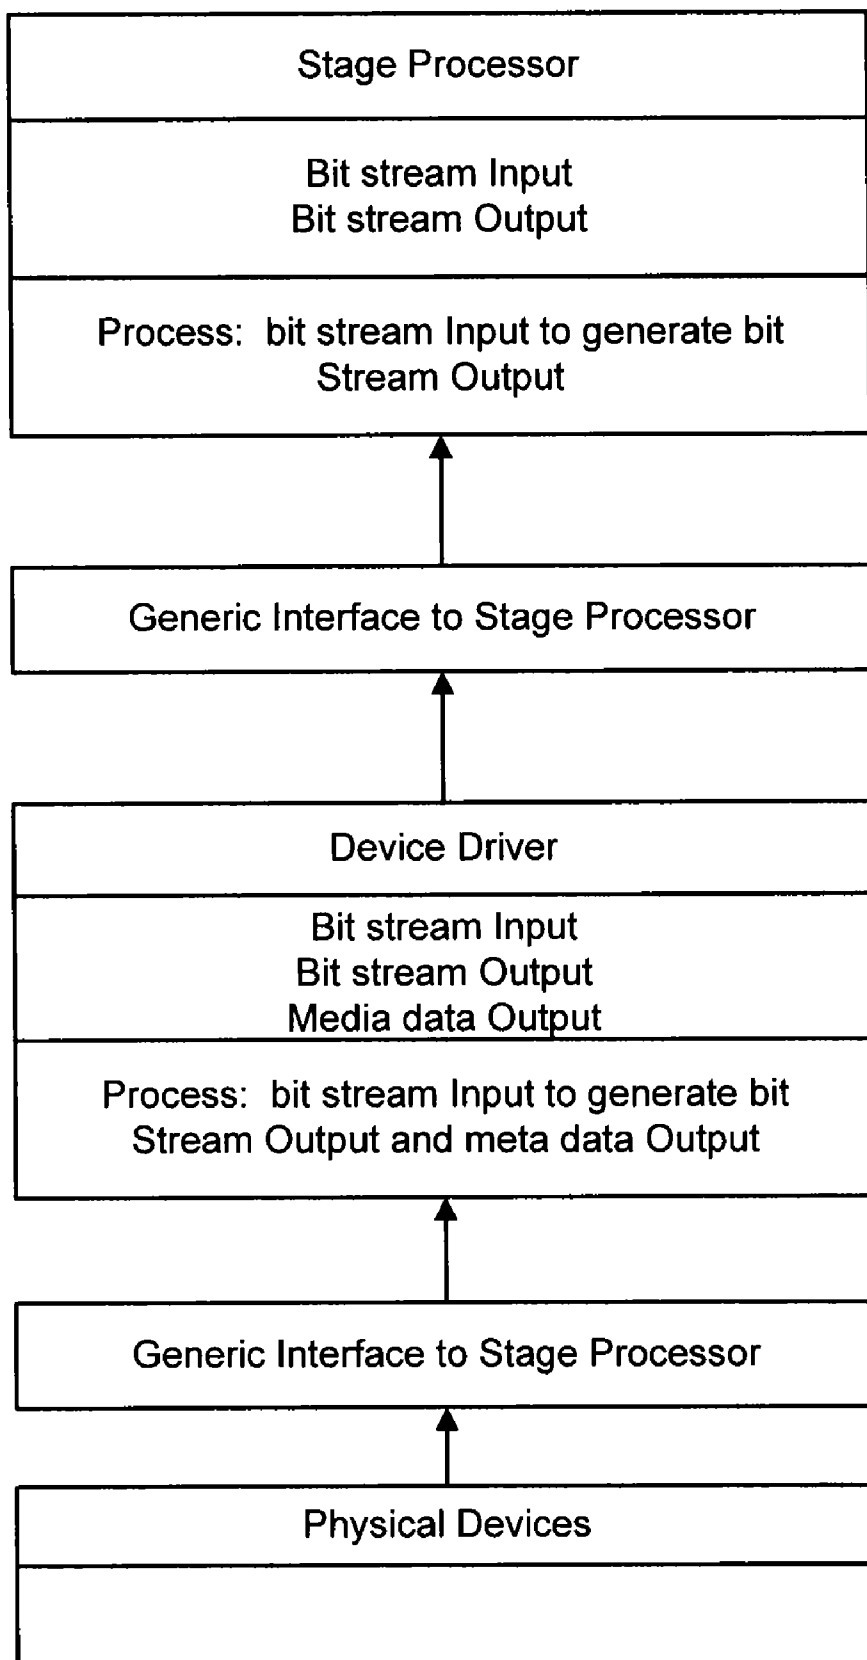 Stage Processor
Bit stream Input
Bit stream Output
Process: bit stream Input to generate bit
Stream Output
Generic Interface to Stage Processor
Device Driver
Bit stream Input
Bit stream Output
Media data Output
Process: bit stream Input to generate bit
Stream Output and meta data Output
Generic Interface to Stage Processor
Physical Devices